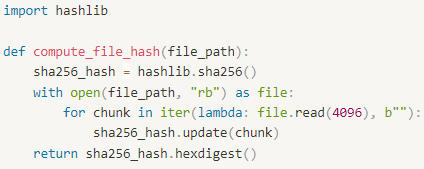 import hashlib

def compute_file_hash(file_path):
    sha256_hash = hashlib.sha256()
    with open(file_path, "rb") as file:
        for chunk in iter(lambda: file.read(4096), b""):
            sha256_hash.update(chunk)
    return sha256_hash.hexdigest()